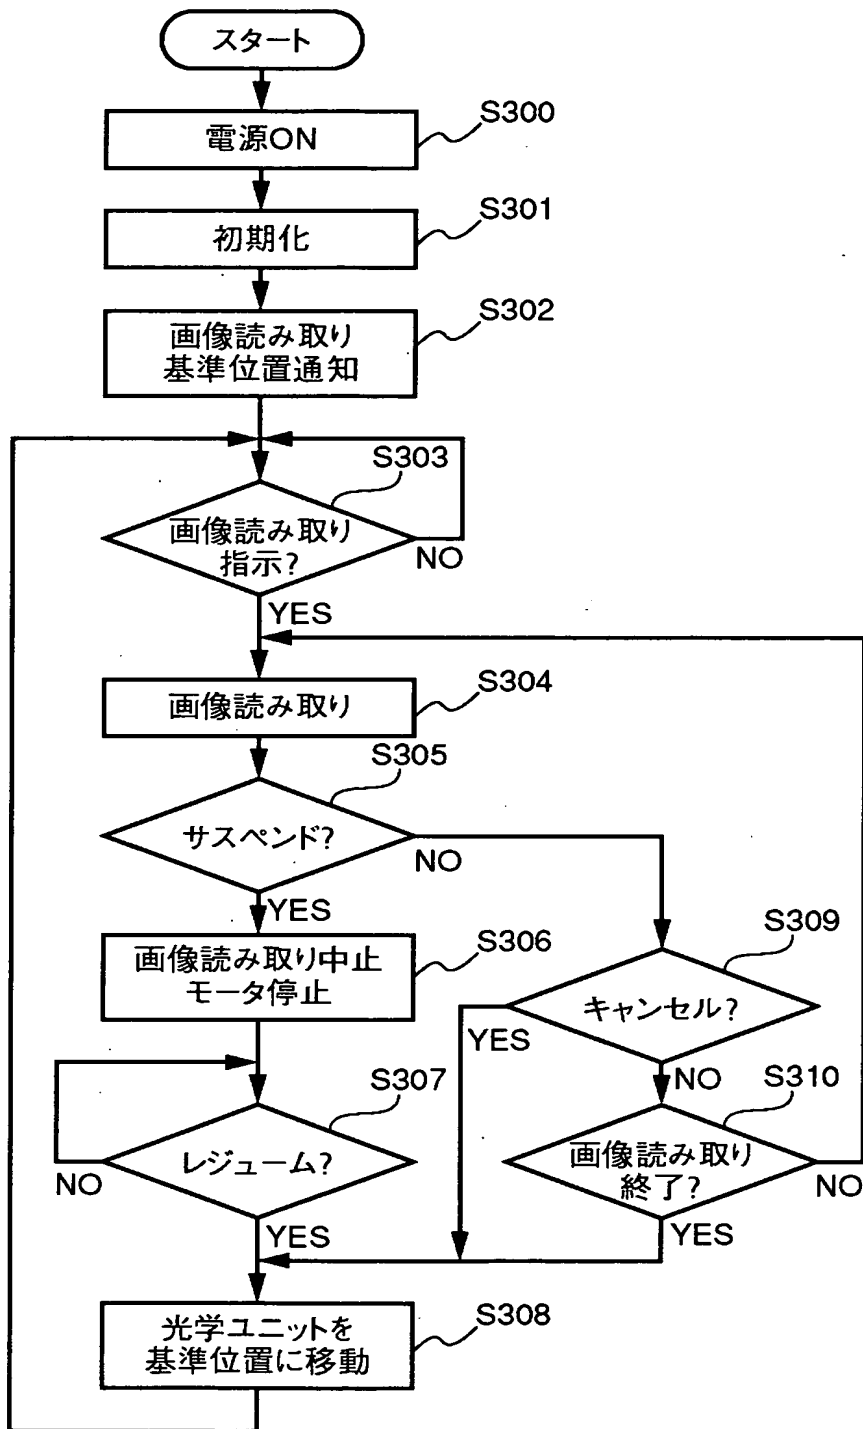 スタート
S300
電源ON
S301
初期化
S302
画像読み取り
基準位置通知
S303
画像読み取り
指示?
NO
YES
S304
画像読み取り
S305
サスペンド?
NO
YES
S306
画像読み取り中止
モータ停止
S309
キャンセル?
YES
NO
S307
レジューム?
NO
YES
S310
画像読み取り
終了?
NO
YES
S308
光学ユニットを
基準位置に移動